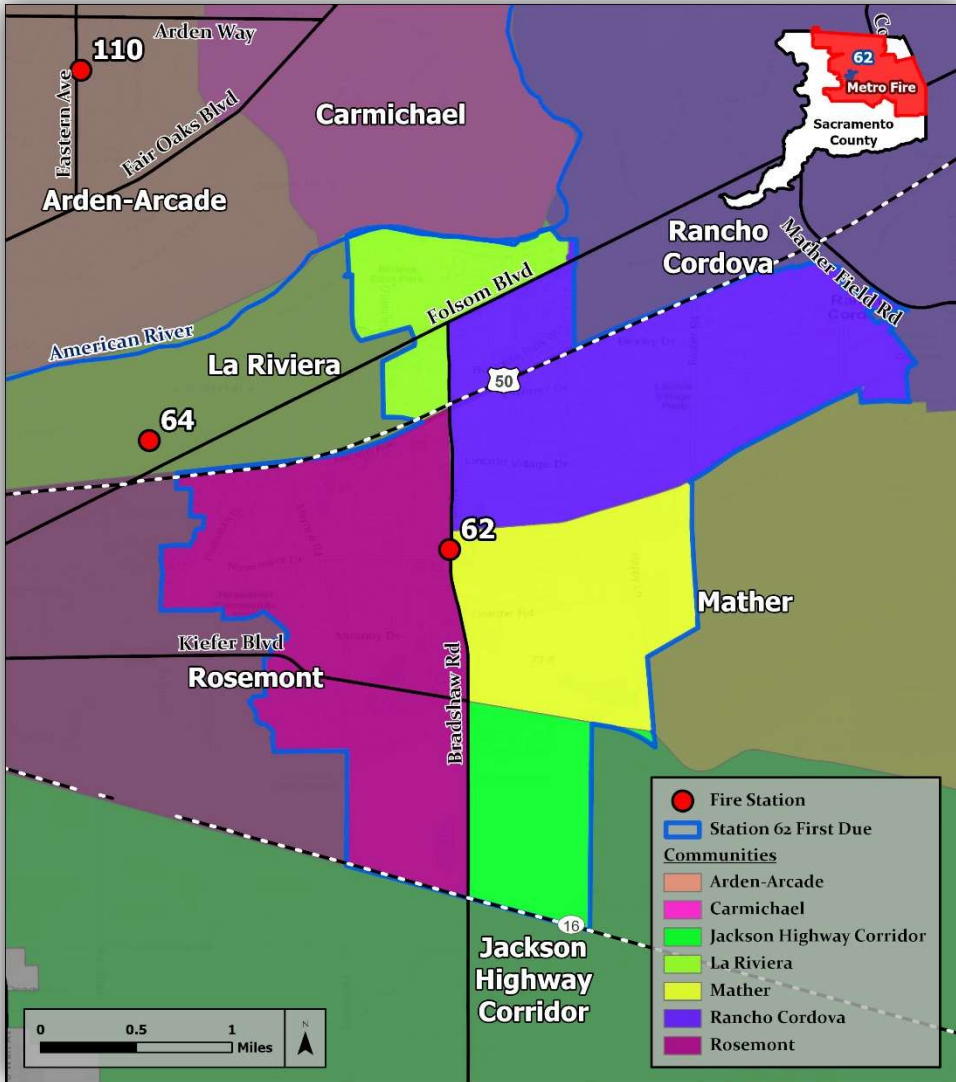 Arden Way
110
Eastern Ave
Fair Oaks Blvd
Carmichael
Arden-Arcade
62
Metro Fire
Sacramento
County
Rancho
Cordova
Mather Field Rd
Folsom Blvd
American River
La Riviera
50
64
62
Mather
Kiefer Blvd
Rosemont
Bradshaw Rd
16
Jackson
Highway
Corridor
Fire Station
Station 62 First Due
Communities
Arden-Arcade
Carmichael
Jackson Highway Corridor
La Riviera
Mather
Rancho Cordova
Rosemont
0 0.5 1
Miles
N